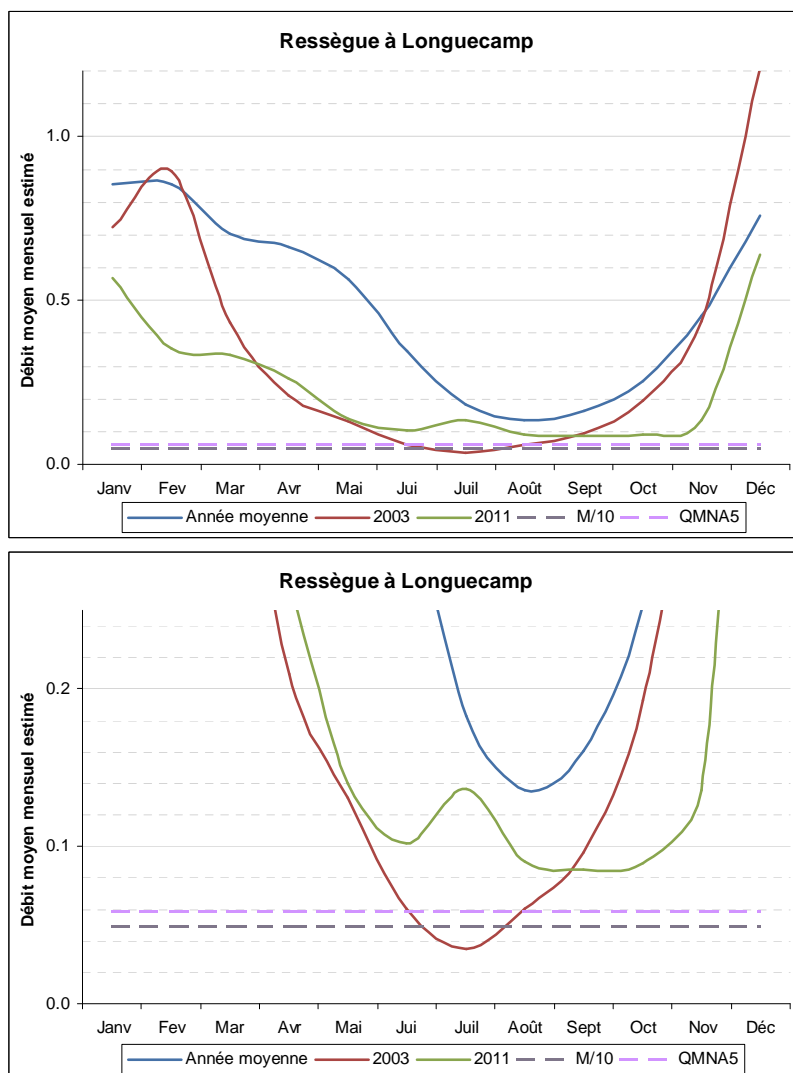 Ressègue à Longuecamp
Débit moyen mensuel estimé
1.0
0.5
0.0
Janv Fev Mar Avr Mai Jui Juil Août Sept Oct Nov Déc
Année moyenne 2003 2011 M/10 QMNA5
Ressègue à Longuecamp
Débit moyen mensuel estimé
0.2
0.1
0.0
Janv Fev Mar Avr Mai Jui Juil Août Sept Oct Nov Déc
Année moyenne 2003 2011 M/10 QMNA5